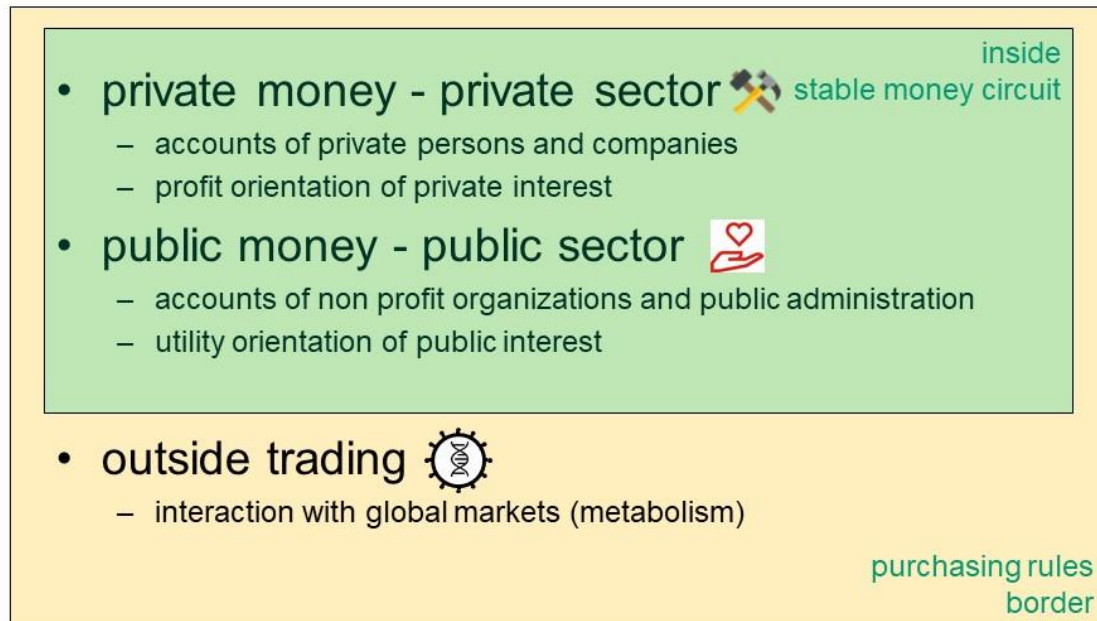 inside
• private money - private sector stable money circuit
– accounts of private persons and companies
– profit orientation of private interest
• public money - public sector
– accounts of non profit organizations and public administration
– utility orientation of public interest
• outside trading
– interaction with global markets (metabolism)
purchasing rules
border